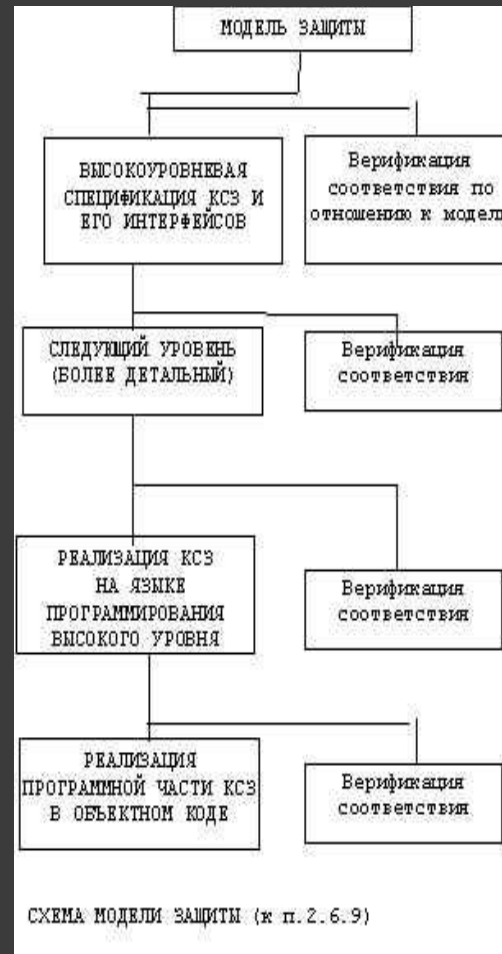 МОДЕЛЬ ЗАЩИТЫ
ВЫСОКОУРОВНЕВАЯ
СПЕЦИФИКАЦИЯ КСЗ И
ЕГО ИНТЕРФЕЙСОВ
Верификация
соответствия по
отношению к модел
СЛЕДУЮЩИЙ УРОВЕНЬ
(БОЛЕЕ ДЕТАЛЬНЫЙ)
Верификация
соответствия
РЕАЛИЗАЦИЯ КСЗ
НА ЯЗЫКЕ
ПРОГРАММИРОВАНИЯ
ВЫСОКОГО УРОВНЯ
Верификация
соответствия
РЕАЛИЗАЦИЯ
ПРОГРАММНОЙ ЧАСТИ КСЗ
В ОБЪЕКТНОМ КОДЕ
Верификация
соответствия
СХЕМА МОДЕЛИ ЗАЩИТЫ (к п.2.6.9)